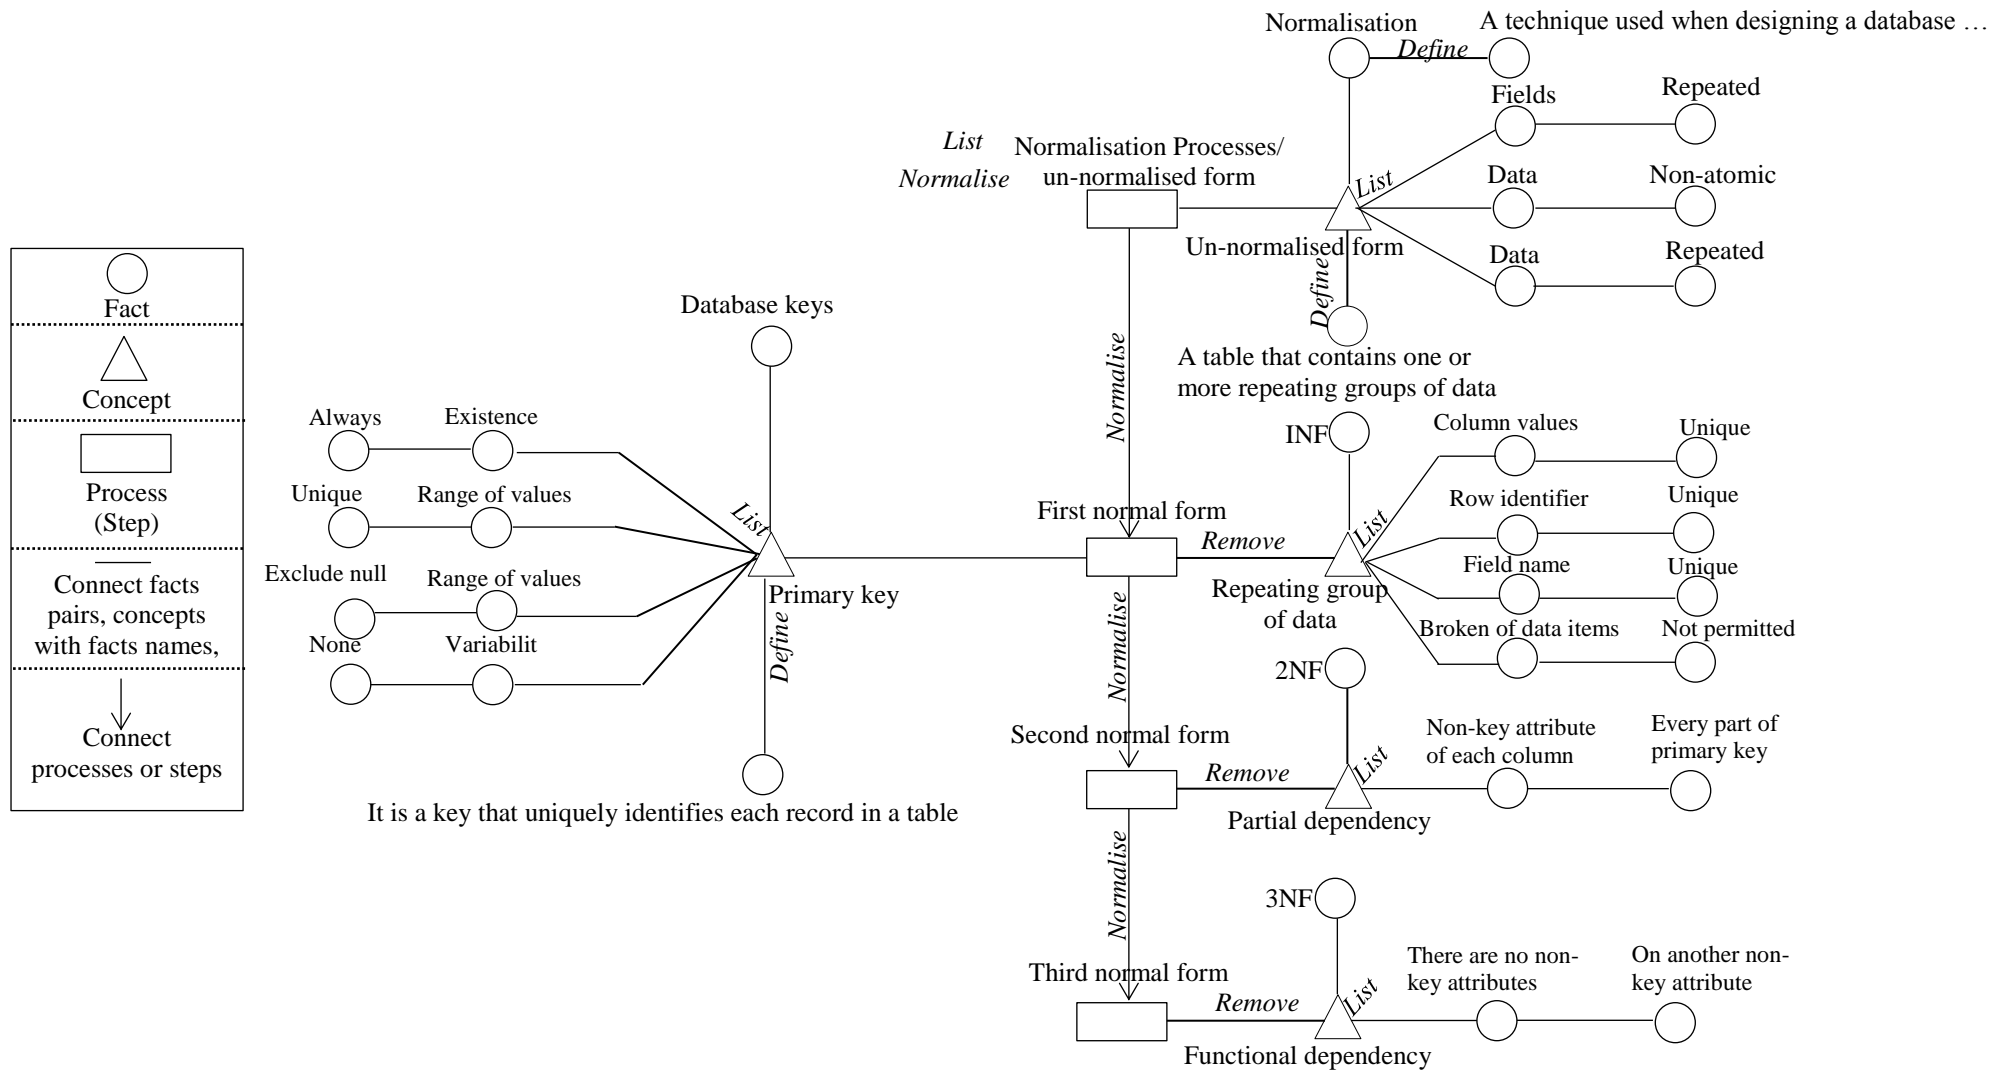 Fact
Concept
Process
(Step)
Connect facts
pairs, concepts
with facts names,
Connect
processes or steps
Database keys
Always
Existence
Unique
Range of values
Exclude null
Range of values
None
Variabilit
List
Primary key
Define
It is a key that uniquely identifies each record in a table
List
Normalise
Normalisation Processes/
un-normalised form
Normalise
First normal form
Normalise
Second normal form
Normalise
Third normal form
Normalisation
Define
A technique used when designing a database …
List
Fields
Repeated
Data
Non-atomic
Data
Repeated
Un-normalised form
Define
A table that contains one or
more repeating groups of data
INF
Remove
List
Repeating group
of data
Column values
Unique
Row identifier
Unique
Field name
Unique
Broken of data items
Not permitted
2NF
Remove
List
Partial dependency
Non-key attribute
of each column
Every part of
primary key
3NF
Remove
List
Functional dependency
There are no non-
key attributes
On another non-
key attribute